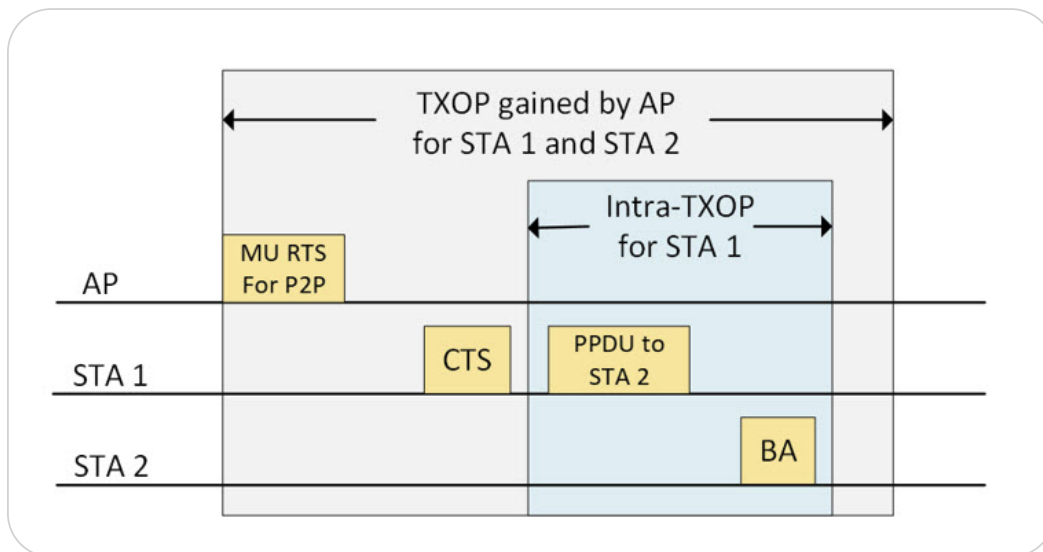 TXOP gained by AP
for STA 1 and STA 2
Intra-TXOP
for STA 1
MU RTS
For P2P
AP
CTS
PPDU to
STA 2
STA 1
BA
STA 2